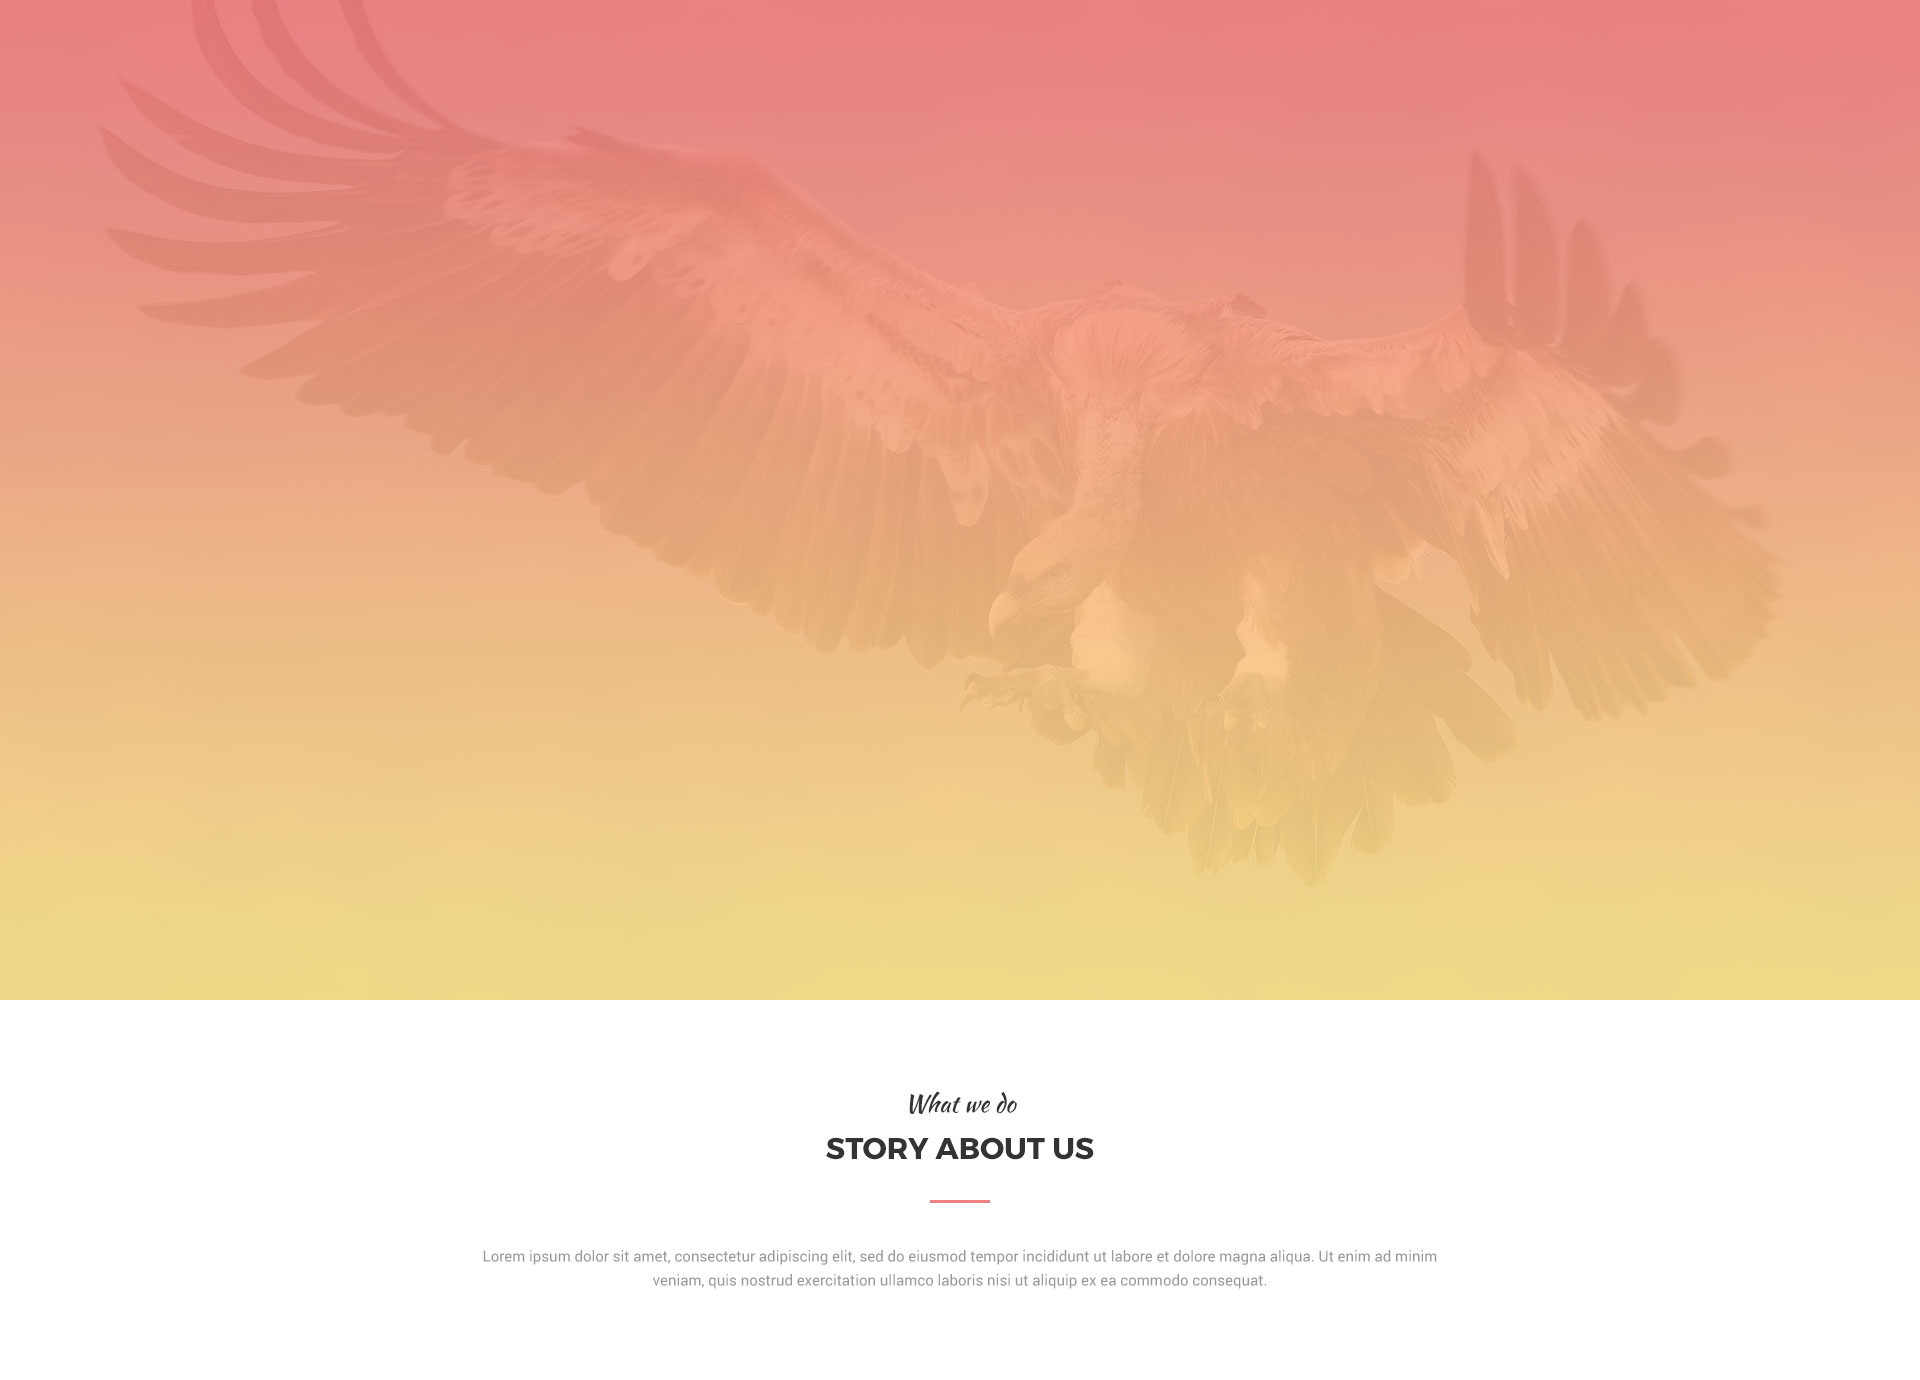 What we do
STORY ABOUT US
Lorem ipsum dolor sit amet, consectetur adipiscing elit, sed do eiusmod tempor incididunt ut labore et dolore magna aliqua. Ut enim ad minim
veniam, quis nostrud exercitation ullamco laboris nisi ut aliquip ex ea commodo consequat.